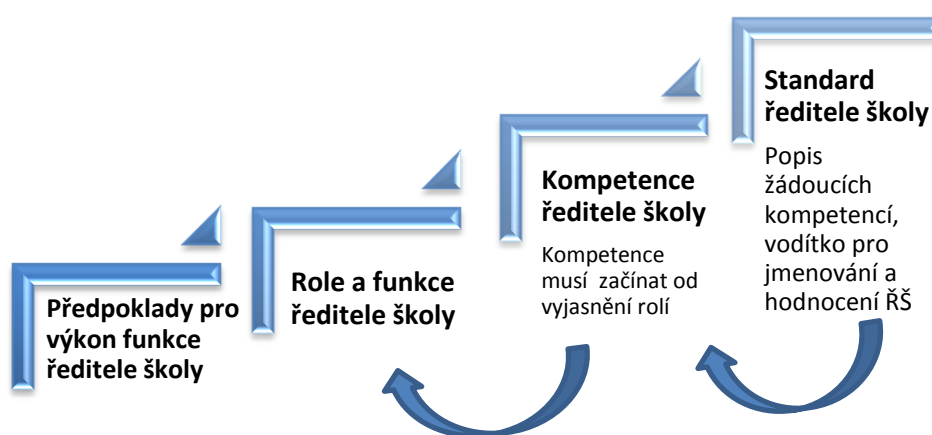 Předpoklady pro
výkon funkce
ředitele školy
Role a funkce
ředitele školy
Kompetence
ředitele školy
Kompetence
musí začínat od
vyjasnění rolí
Standard
ředitele školy
Popis
žádoucích
kompetencí,
vodítko pro
jmenování a
hodnocení ŘŠ